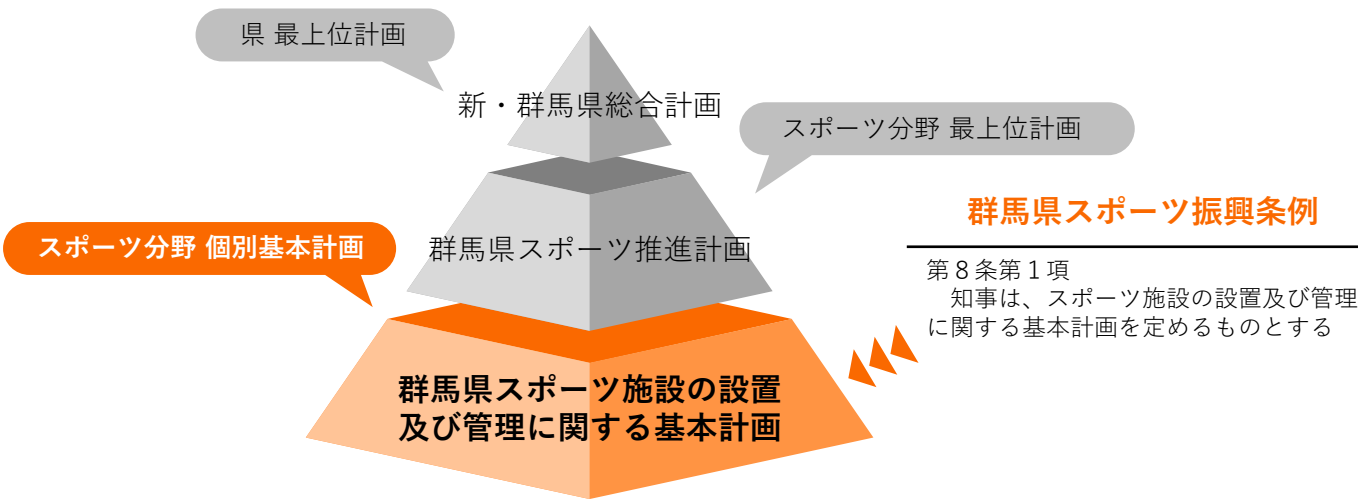 県 最上位計画
新・群馬県総合計画
スポーツ分野 最上位計画
スポーツ分野 個別基本計画
群馬県スポーツ推進計画
群馬県スポーツ施設の設置
及び管理に関する基本計画
群馬県スポーツ振興条例
第８条第１項
　知事は、スポーツ施設の設置及び管理
に関する基本計画を定めるものとする